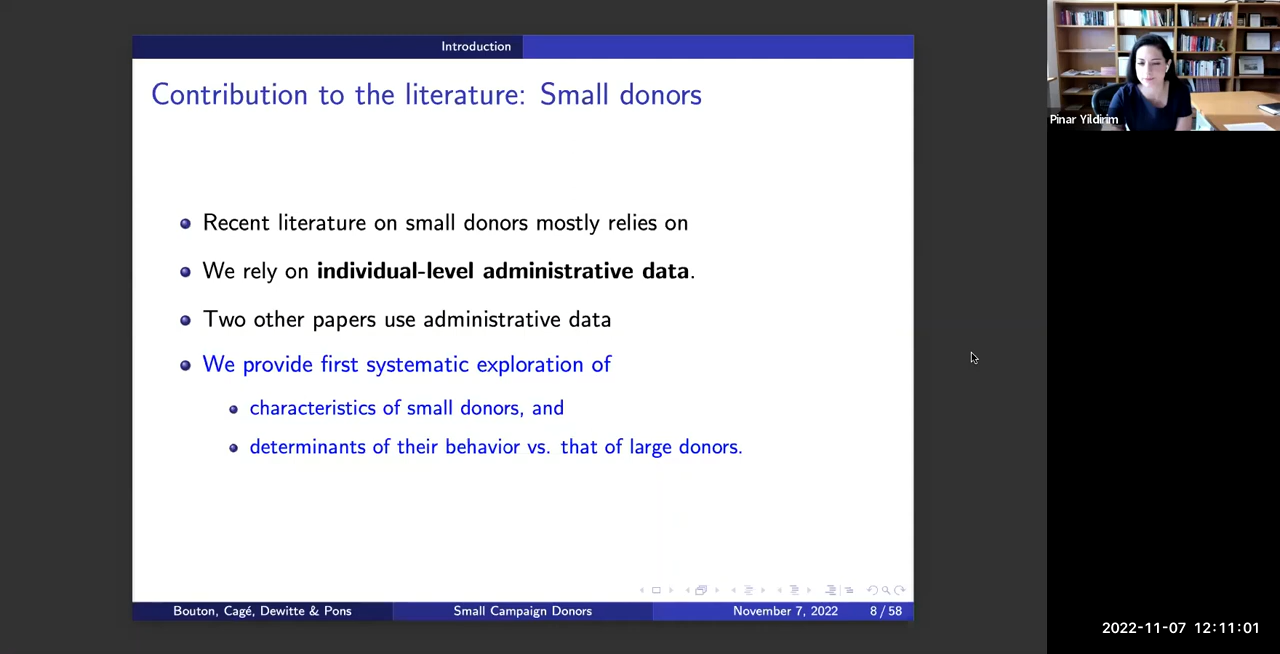 Introduction
Contribution to the literature: Small donors
Recent literature on small donors mostly relies on
We rely on individual-level administrative data.
Two other papers use administrative data
We provide first systematic exploration of
characteristics of small donors, and
determinants of their behavior vs. that of large donors.
Bouton, Cagé, Dewitte & Pons Small Campaign Donors November 7, 2022 8 / 58
Pinar Yildirim
2022-11-07 12:11:01